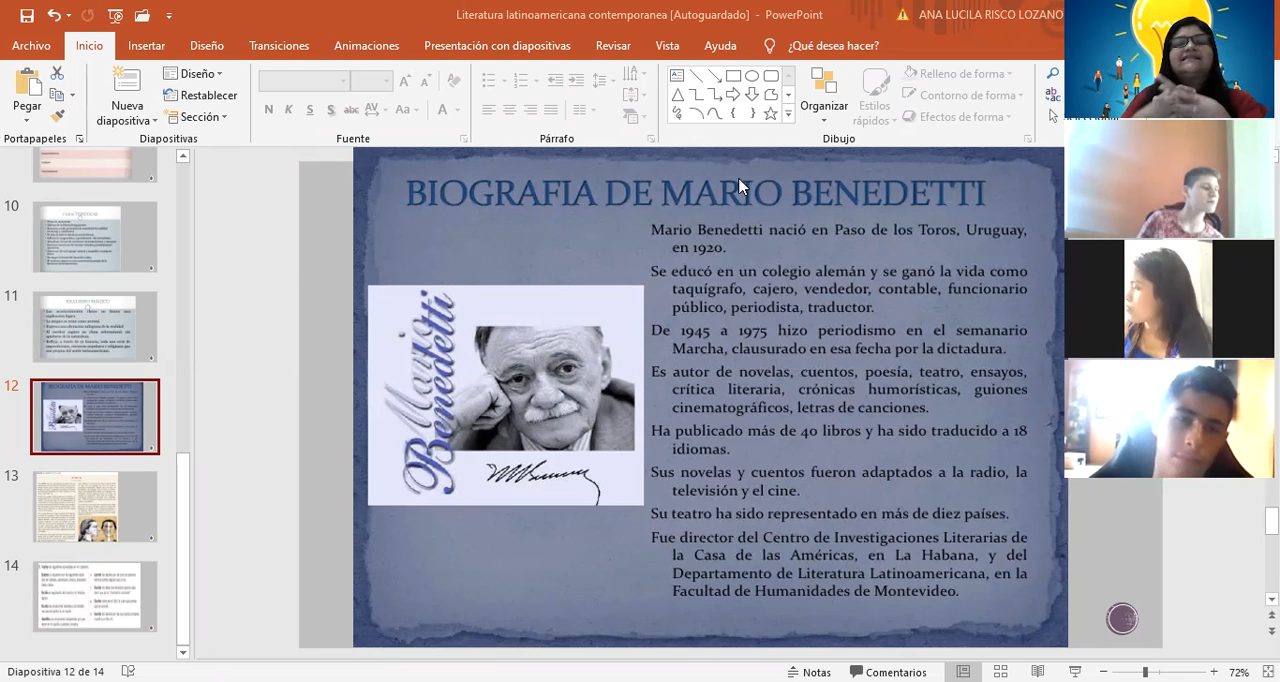 Literatura latinoamericana contemporanea [Autoguardado] - PowerPoint
ANA LUCILA RISCO LOZANO
Archivo Inicio Insertar Diseño Transiciones Animaciones Presentación con diapositivas Revisar Vista Ayuda ¿Qué desea hacer?
Pegar
Nueva diapositiva
Diseño
Restablecer
Sección
N K S S abc AV Aa A
Organizar
Estilos rápidos
Relleno de forma
Contorno de forma
Efectos de forma
Portapapeles Diapositivas Fuente Párrafo Dibujo
10
11
12
13
14
BIOGRAFIA DE MARIO BENEDETTI
Mario Benedetti
Mario Benedetti nació en Paso de los Toros, Uruguay,
en 1920.
Se educó en un colegio alemán y se ganó la vida como
taquígrafo, cajero, vendedor, contable, funcionario
público, periodista, traductor.
De 1945 a 1975 hizo periodismo en el semanario
Marcha, clausurado en esa fecha por la dictadura.
Es autor de novelas, cuentos, poesía, teatro, ensayos,
crítica literaria, crónicas humorísticas, guiones
cinematográficos, letras de canciones.
Ha publicado más de 40 libros y ha sido traducido a 18
idiomas.
Sus novelas y cuentos fueron adaptados a la radio, la
televisión y el cine.
Su teatro ha sido representado en más de diez países.
Fue director del Centro de Investigaciones Literarias de
la Casa de las Américas, en La Habana, y del
Departamento de Literatura Latinoamericana, en la
Facultad de Humanidades de Montevideo.
Diapositiva 12 de 14
Notas
Comentarios
72%